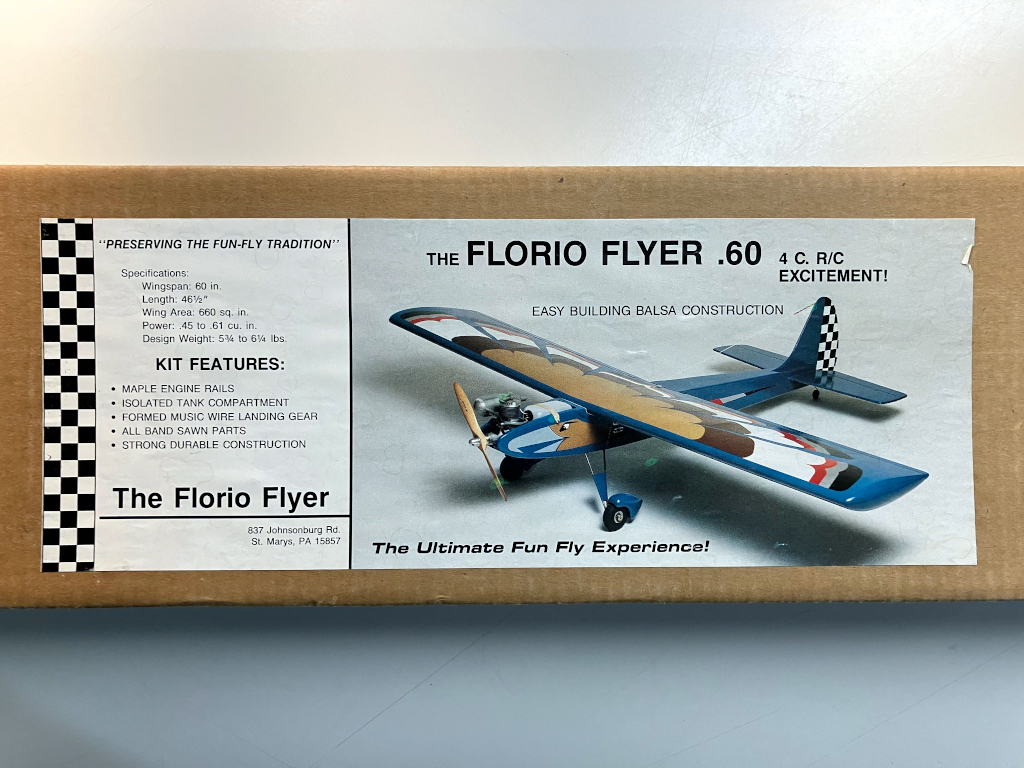 "PRESERVING THE FUN-FLY TRADITION"
Specifications:
Wingspan: 60 in.
Length: 46½"
Wing Area: 660 sq. in.
Power: .45 to .61 cu. in.
Design Weight: 5¾ to 6¼ lbs.
KIT FEATURES:
• MAPLE ENGINE RAILS
• ISOLATED TANK COMPARTMENT
• FORMED MUSIC WIRE LANDING GEAR
• ALL BAND SAWN PARTS
• STRONG DURABLE CONSTRUCTION
The Florio Flyer
837 Johnsonburg Rd.
St. Marys, PA 15857
THE FLORIO FLYER .60
4 C. R/C
EXCITEMENT!
EASY BUILDING BALSA CONSTRUCTION
The Ultimate Fun Fly Experience!